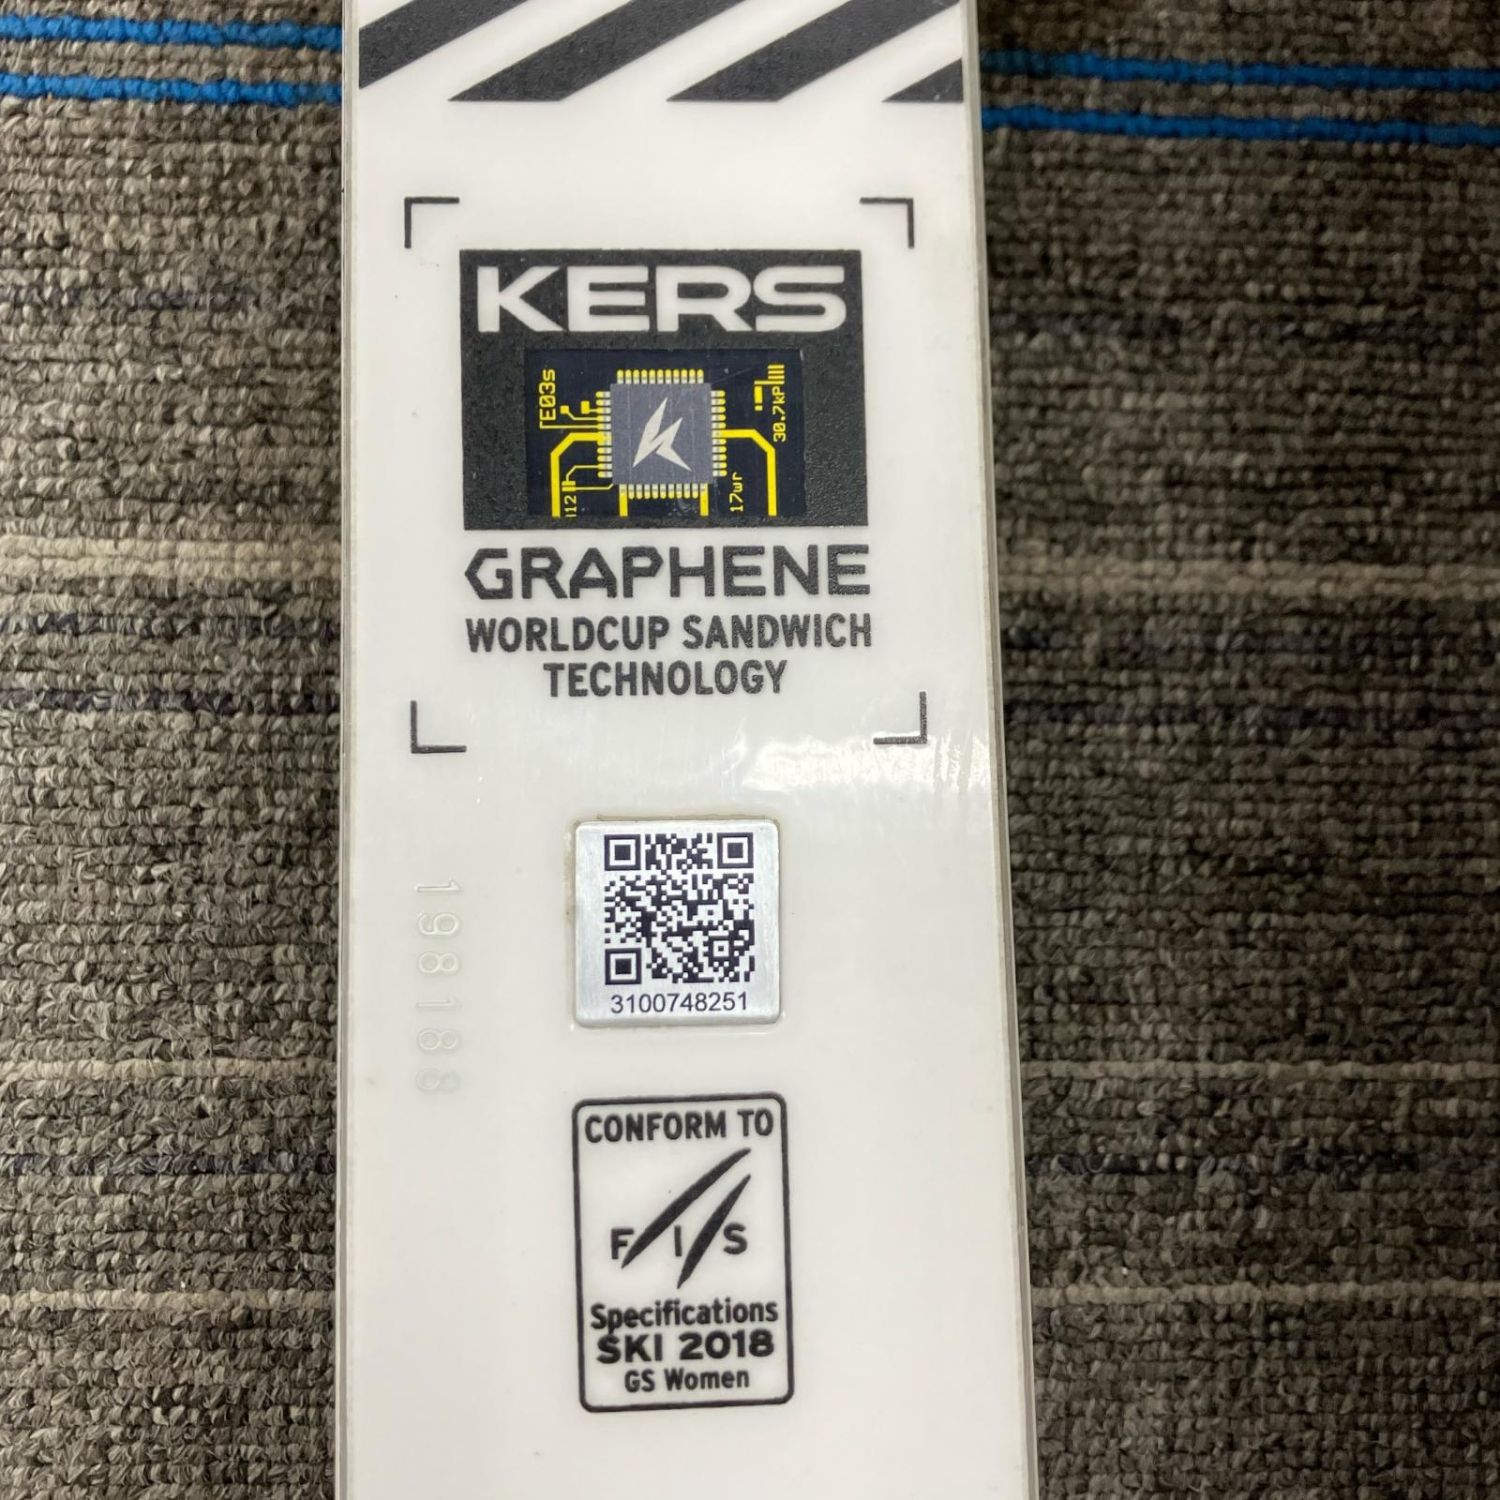 KERS
E03s
30.7kP
12
17wr
GRAPHENE
WORLDCUP SANDWICH
TECHNOLOGY
3100748251
198188
CONFORM TO
FIS
Specifications
SKI 2018
GS Women